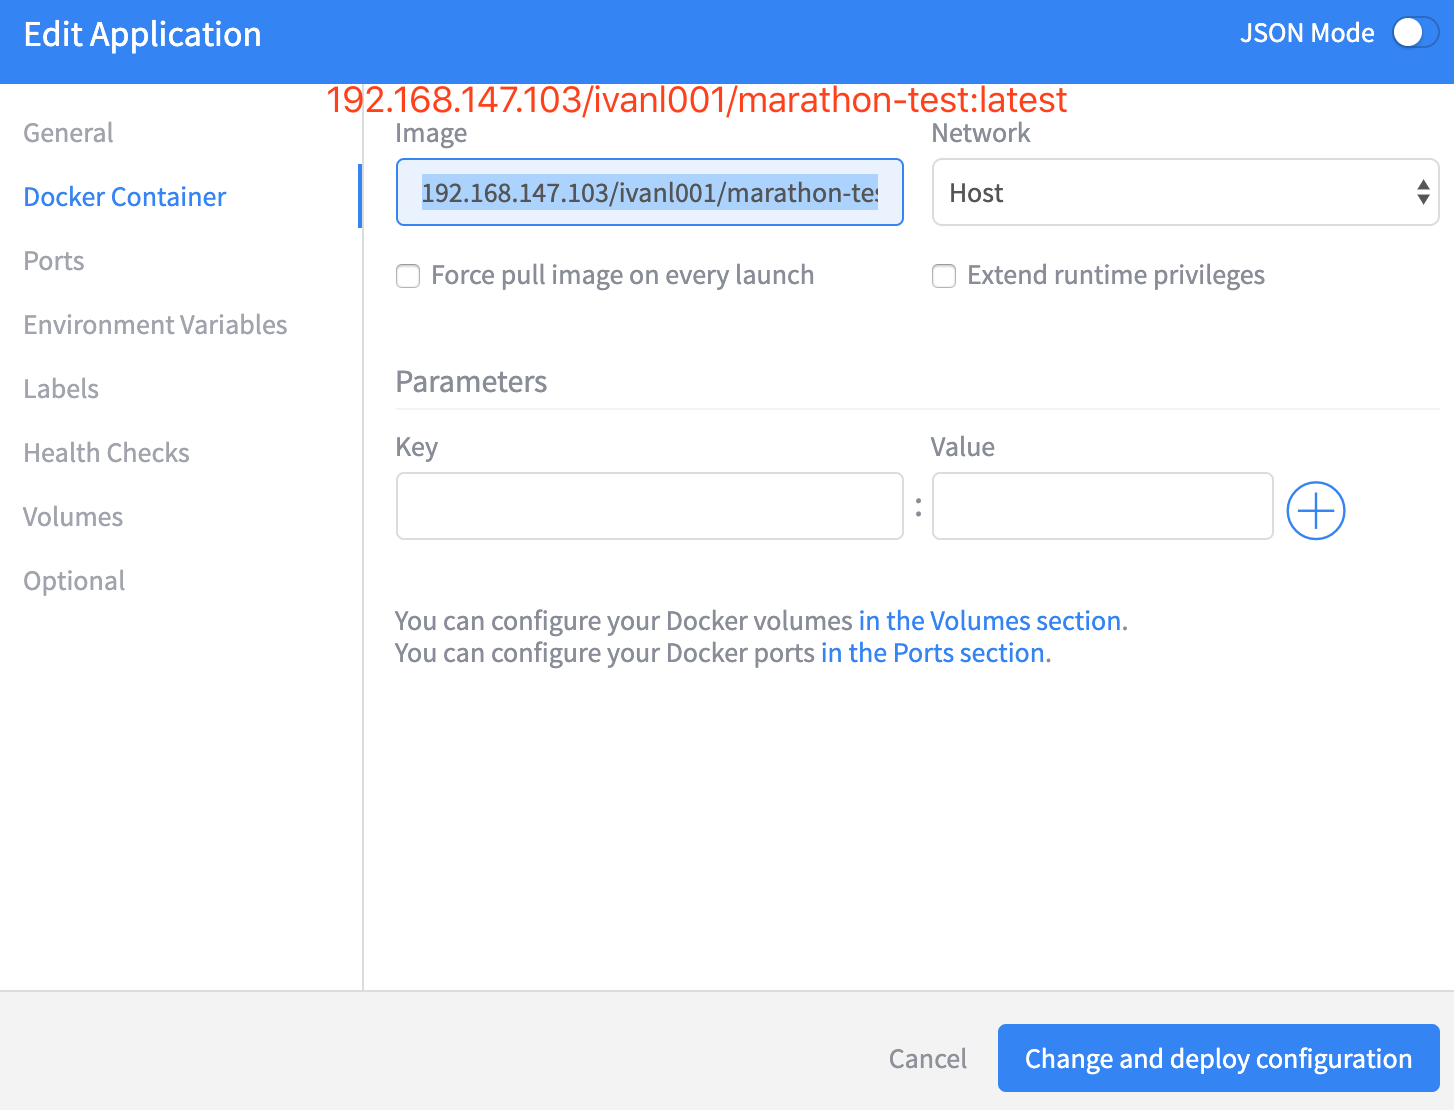 Edit Application
JSON Mode
192.168.147.103/ivanl001/marathon-test:latest
General
Docker Container
Ports
Environment Variables
Labels
Health Checks
Volumes
Optional
Image
Network
192.168.147.103/ivanl001/marathon-tes
Host
Force pull image on every launch
Extend runtime privileges
Parameters
Key
Value
:
You can configure your Docker volumes in the Volumes section.
You can configure your Docker ports in the Ports section.
Cancel
Change and deploy configuration